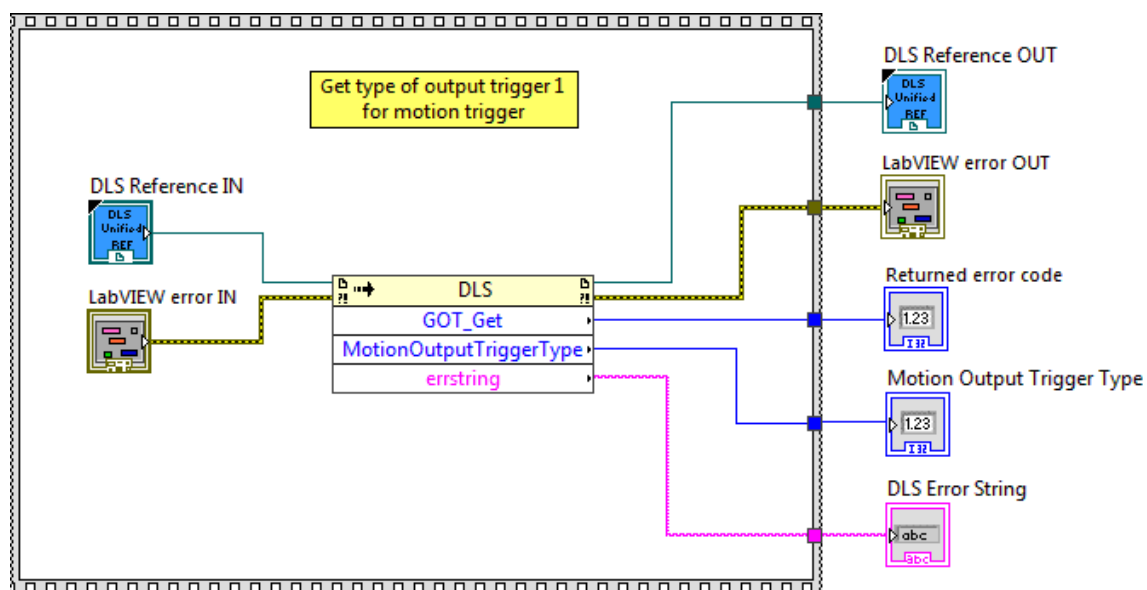 DLS Reference OUT
DLS
Unified
REF
Get type of output trigger 1
for motion trigger
LabVIEW error OUT
DLS Reference IN
DLS
Unified
REF
LabVIEW error IN
?!
DLS
?!
GOT_Get
MotionOutputTriggerType
errstring
Returned error code
1.23
I32
Motion Output Trigger Type
1.23
I32
DLS Error String
abc
abc